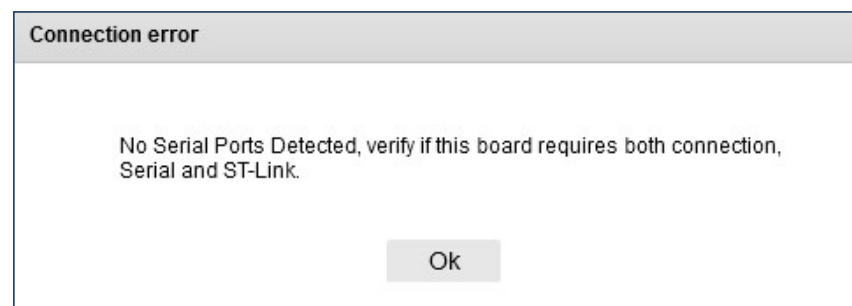 Connection error
No Serial Ports Detected, verify if this board requires both connection,
Serial and ST-Link.
Ok